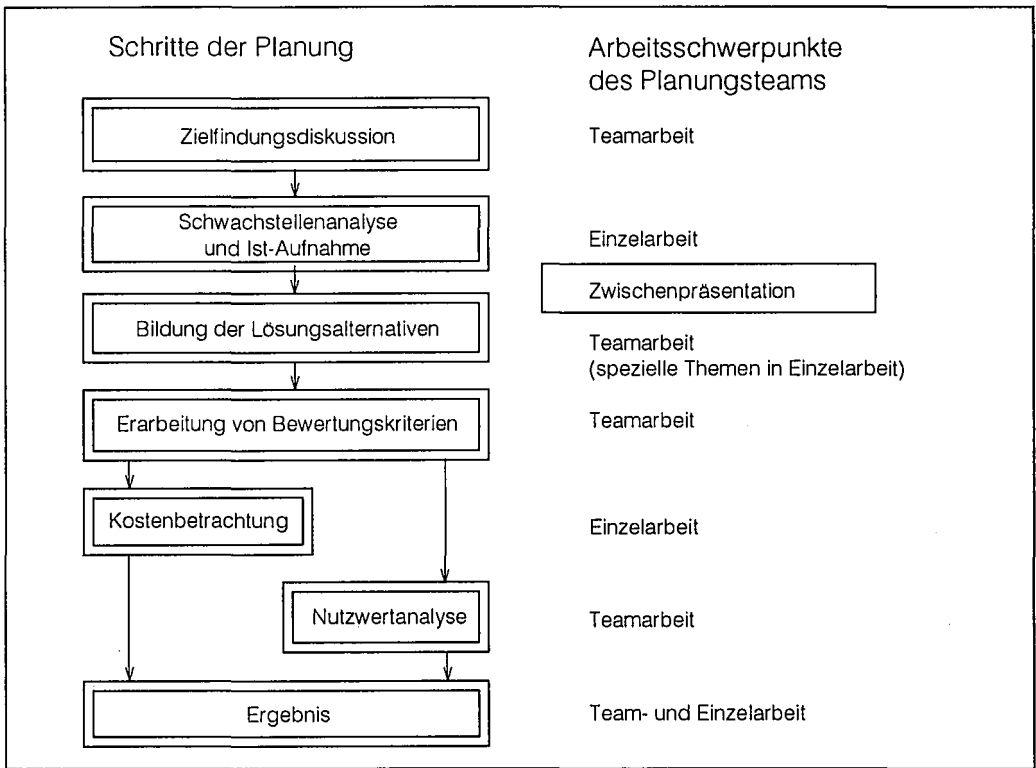 Schritte der Planung
Arbeitsschwerpunkte
des Planungsteams
Zielfindungsdiskussion
Teamarbeit
Schwachstellenanalyse
und Ist-Aufnahme
Einzelarbeit
Zwischenpräsentation
Bildung der Lösungsalternativen
Teamarbeit
(spezielle Themen in Einzelarbeit)
Erarbeitung von Bewertungskriterien
Teamarbeit
Kostenbetrachtung
Einzelarbeit
Nutzwertanalyse
Teamarbeit
Ergebnis
Team- und Einzelarbeit